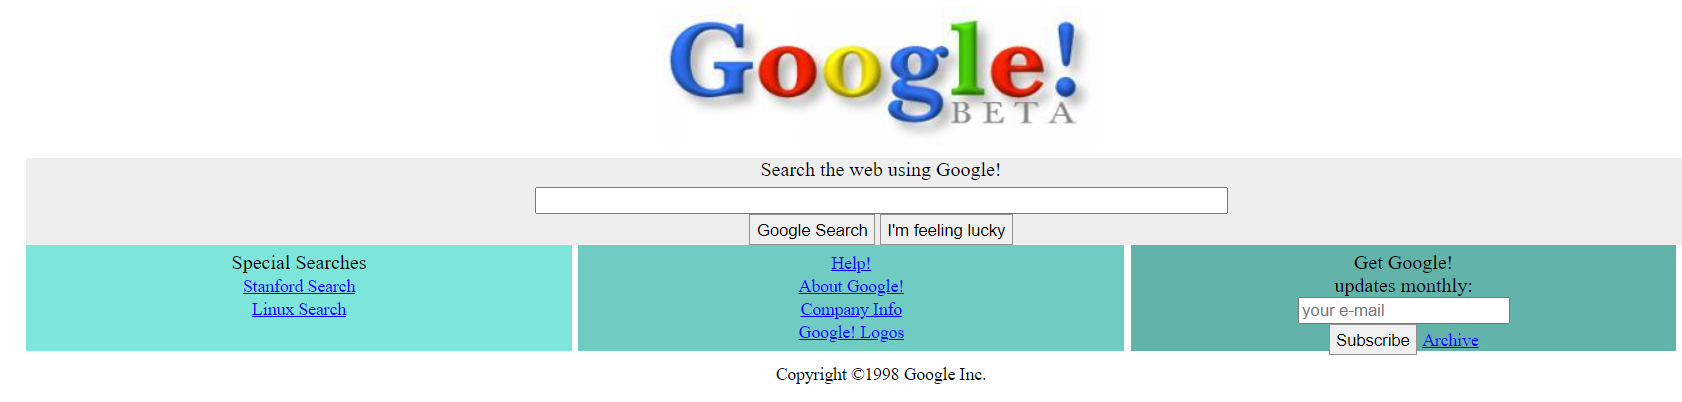 Google!
BETA
Search the web using Google!
Google Search I'm feeling lucky
Special Searches
Stanford Search
Linux Search
Help!
About Google!
Company Info
Google! Logos
Get Google!
updates monthly:
your e-mail
Subscribe Archive
Copyright ©1998 Google Inc.